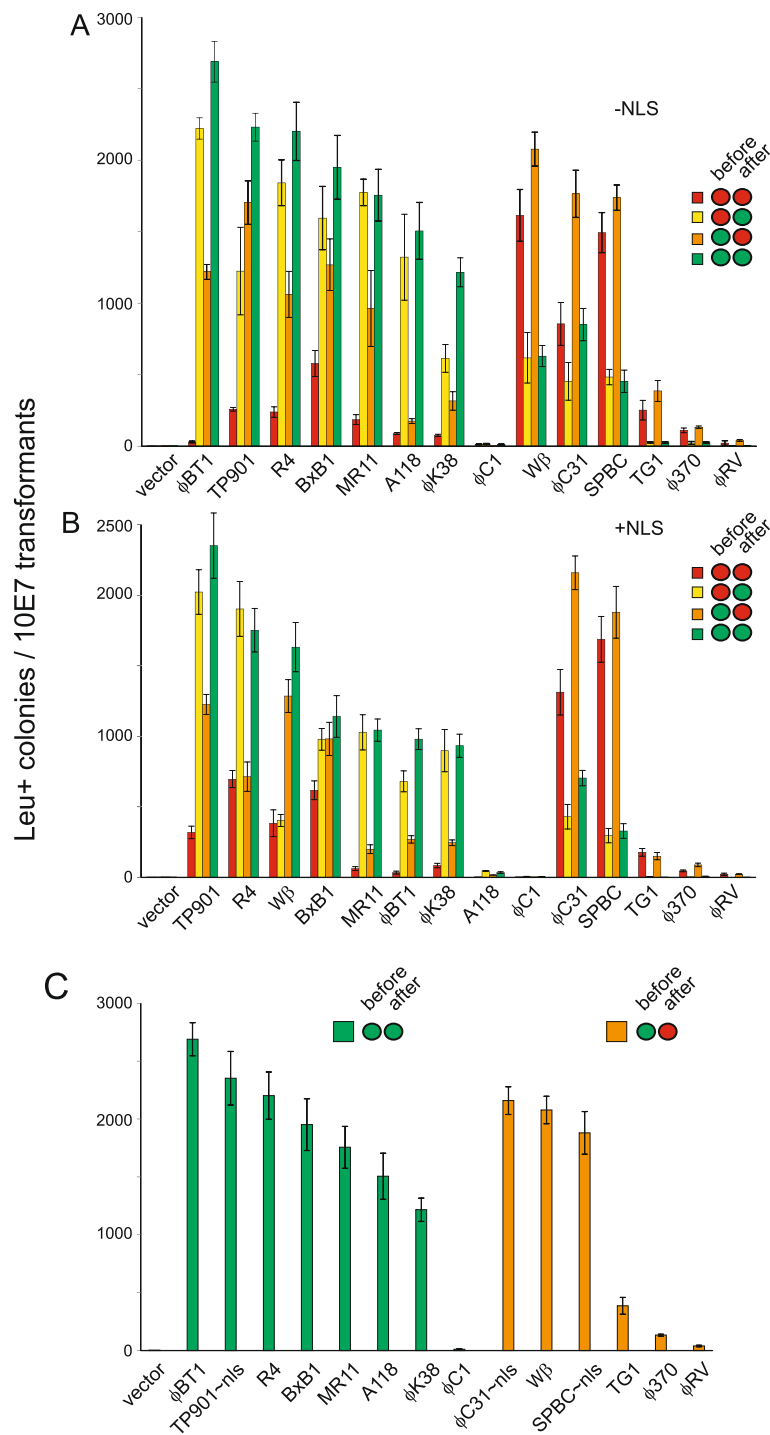 Leu+ colonies / 10E7 transformants
A
-NLS
before
after
3000
2000
1000
0
vector
ϕBT1
TP901
R4
BxB1
MR11
A118
ϕK38
ϕC1
Wβ
ϕC31
SPBC
TG1
ϕ370
ϕRV
B
+NLS
before
after
2500
2000
1000
0
vector
TP901
R4
Wβ
BxB1
MR11
ϕBT1
ϕK38
A118
ϕC1
ϕC31
SPBC
TG1
ϕ370
ϕRV
C
before
after
before
after
3000
2000
1000
0
vector
ϕBT1
TP901~nls
R4
BxB1
MR11
A118
ϕK38
ϕC1
ϕC31~nls
Wβ
SPBC~nls
TG1
ϕ370
ϕRV